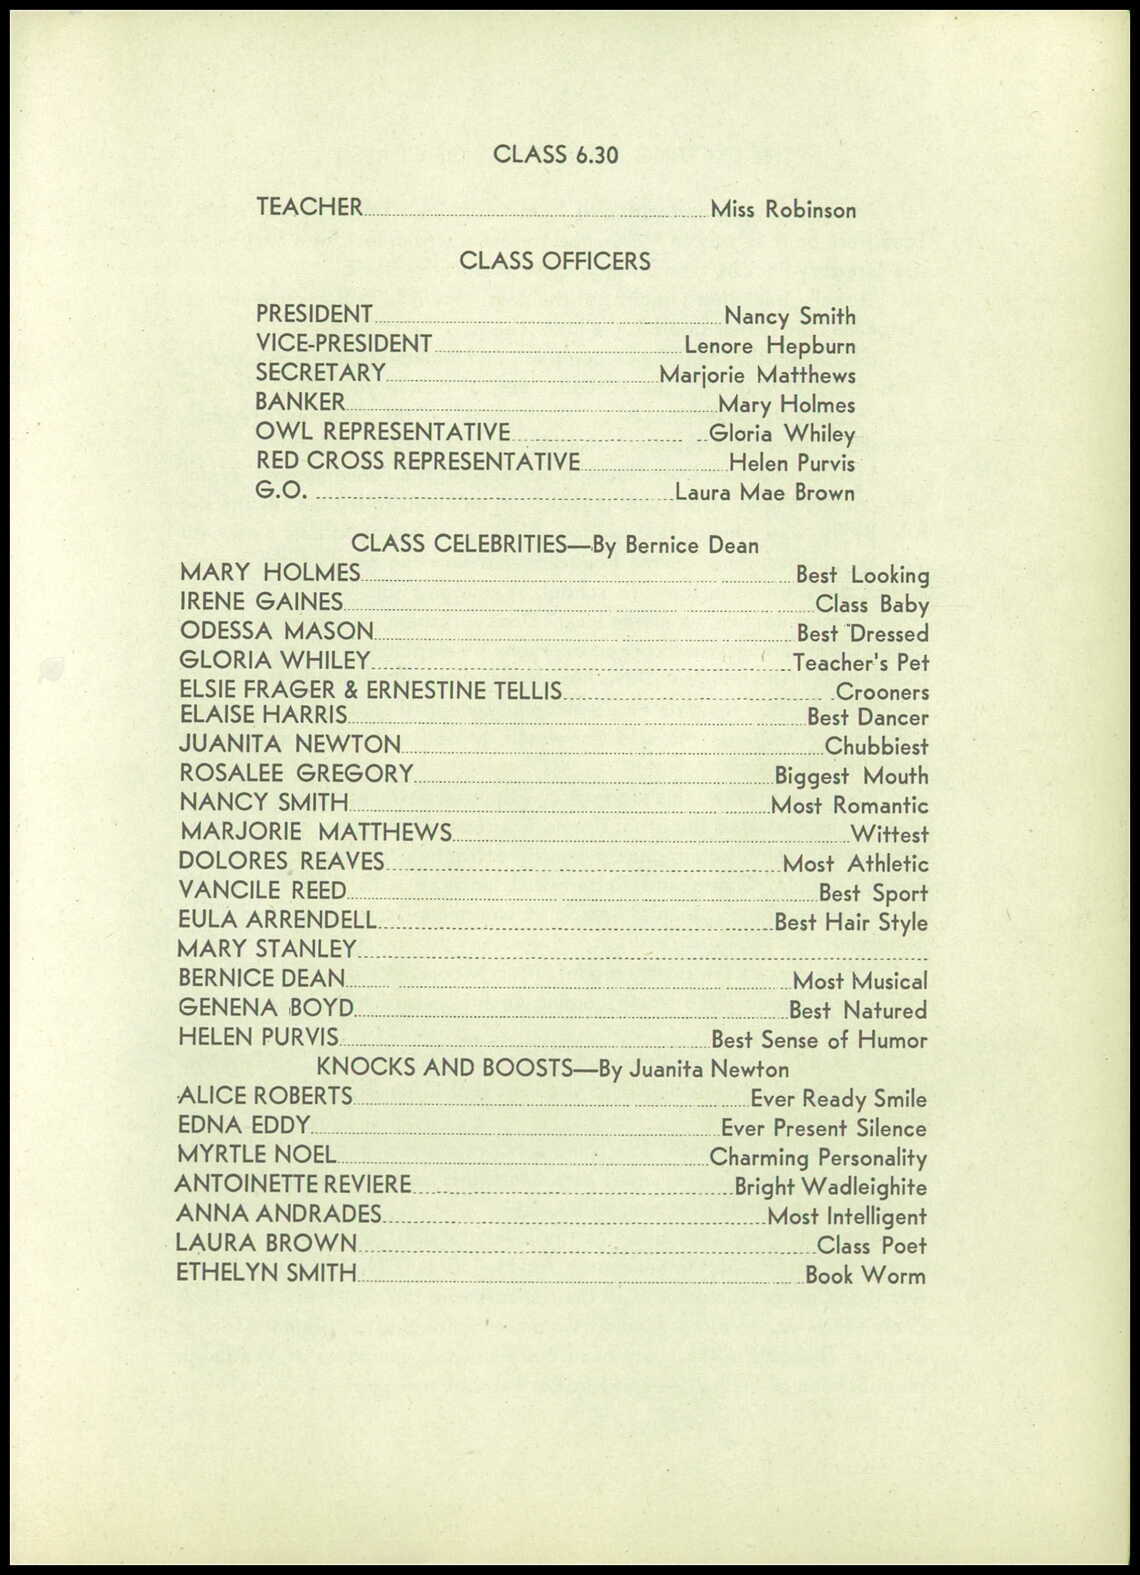 CLASS 6.30
TEACHER Miss Robinson
CLASS OFFICERS
PRESIDENT Nancy Smith
VICE-PRESIDENT Lenore Hepburn
SECRETARY Marjorie Matthews
BANKER Mary Holmes
OWL REPRESENTATIVE Gloria Whiley
RED CROSS REPRESENTATIVE Helen Purvis
G.O. Laura Mae Brown
CLASS CELEBRITIES—By Bernice Dean
MARY HOLMES Best Looking
IRENE GAINES Class Baby
ODESSA MASON Best Dressed
GLORIA WHILEY Teacher's Pet
ELSIE FRAGER & ERNESTINE TELLIS Crooners
ELAISE HARRIS Best Dancer
JUANITA NEWTON Chubbiest
ROSALEE GREGORY Biggest Mouth
NANCY SMITH Most Romantic
MARJORIE MATTHEWS Wittest
DOLORES REAVES Most Athletic
VANCILE REED Best Sport
EULA ARRENDELL Best Hair Style
MARY STANLEY
BERNICE DEAN Most Musical
GENENA BOYD Best Natured
HELEN PURVIS Best Sense of Humor
KNOCKS AND BOOSTS—By Juanita Newton
ALICE ROBERTS Ever Ready Smile
EDNA EDDY Ever Present Silence
MYRTLE NOEL Charming Personality
ANTOINETTE REVIERE Bright Wadleighite
ANNA ANDRADES Most Intelligent
LAURA BROWN Class Poet
ETHELYN SMITH Book Worm